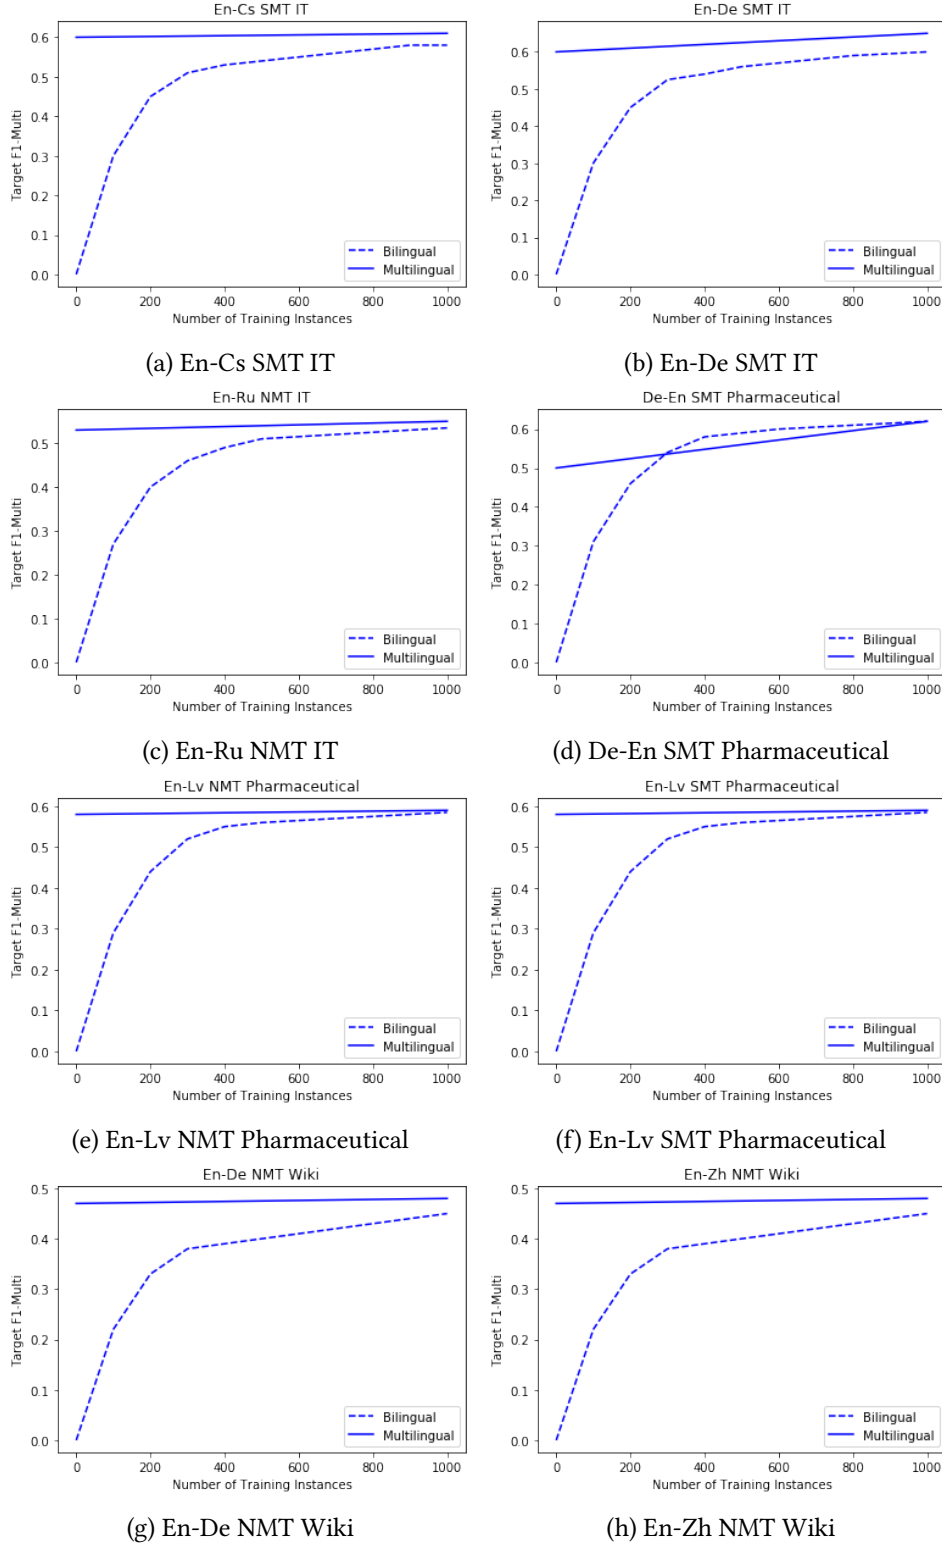 En-Cs SMT IT
0.6
0.5
0.4
0.3
0.2
0.1
0.0
Target F1-Multi
Bilingual
Multilingual
0 200 400 600 800 1000
Number of Training Instances
(a) En-Cs SMT IT
En-De SMT IT
0.6
0.5
0.4
0.3
0.2
0.1
0.0
Target F1-Multi
Bilingual
Multilingual
0 200 400 600 800 1000
Number of Training Instances
(b) En-De SMT IT
En-Ru NMT IT
0.5
0.4
0.3
0.2
0.1
0.0
Target F1-Multi
Bilingual
Multilingual
0 200 400 600 800 1000
Number of Training Instances
(c) En-Ru NMT IT
De-En SMT Pharmaceutical
0.6
0.5
0.4
0.3
0.2
0.1
0.0
Target F1-Multi
Bilingual
Multilingual
0 200 400 600 800 1000
Number of Training Instances
(d) De-En SMT Pharmaceutical
En-Lv NMT Pharmaceutical
0.6
0.5
0.4
0.3
0.2
0.1
0.0
Target F1-Multi
Bilingual
Multilingual
0 200 400 600 800 1000
Number of Training Instances
(e) En-Lv NMT Pharmaceutical
En-Lv SMT Pharmaceutical
0.6
0.5
0.4
0.3
0.2
0.1
0.0
Target F1-Multi
Bilingual
Multilingual
0 200 400 600 800 1000
Number of Training Instances
(f) En-Lv SMT Pharmaceutical
En-De NMT Wiki
0.5
0.4
0.3
0.2
0.1
0.0
Target F1-Multi
Bilingual
Multilingual
0 200 400 600 800 1000
Number of Training Instances
(g) En-De NMT Wiki
En-Zh NMT Wiki
0.5
0.4
0.3
0.2
0.1
0.0
Target F1-Multi
Bilingual
Multilingual
0 200 400 600 800 1000
Number of Training Instances
(h) En-Zh NMT Wiki